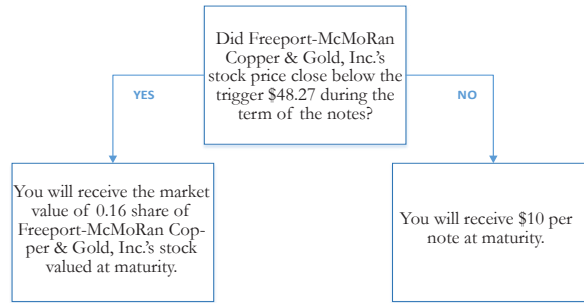 Did Freeport-McMoRan
Copper & Gold, Inc.'s
stock price close below the
trigger $48.27 during the
term of the notes?
YES
NO
You will receive the market
value of 0.16 share of
Freeport-McMoRan Cop-
per & Gold, Inc.'s stock
valued at maturity.
You will receive $10 per
note at maturity.